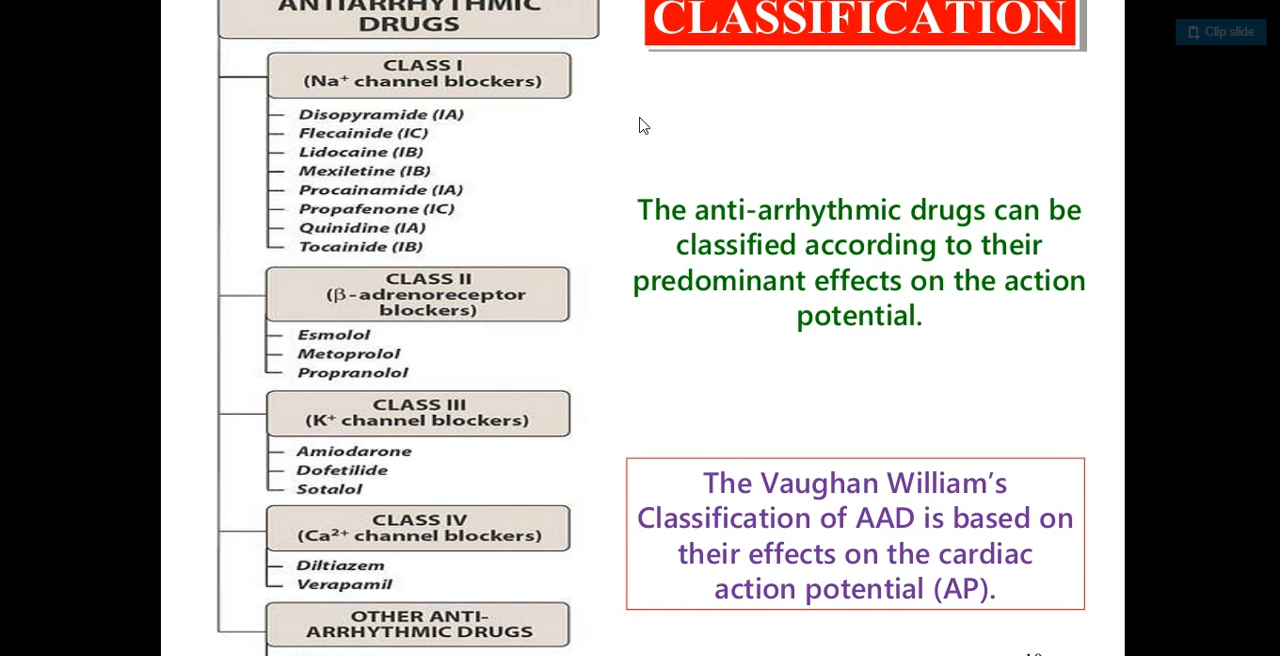 ANTIARRHYTHMIC
DRUGS
CLASS I
(Na⁺ channel blockers)
Disopyramide (IA)
Flecainide (IC)
Lidocaine (IB)
Mexiletine (IB)
Procainamide (IA)
Propafenone (IC)
Quinidine (IA)
Tocainide (IB)
CLASS II
(β-adrenoreceptor
blockers)
Esmolol
Metoprolol
Propranolol
CLASS III
(K⁺ channel blockers)
Amiodarone
Dofetilide
Sotalol
CLASS IV
(Ca²⁺ channel blockers)
Diltiazem
Verapamil
OTHER ANTI-
ARRHYTHMIC DRUGS
CLASSIFICATION
The anti-arrhythmic drugs can be
classified according to their
predominant effects on the action
potential.
The Vaughan William’s
Classification of AAD is based on
their effects on the cardiac
action potential (AP).
Clip slide